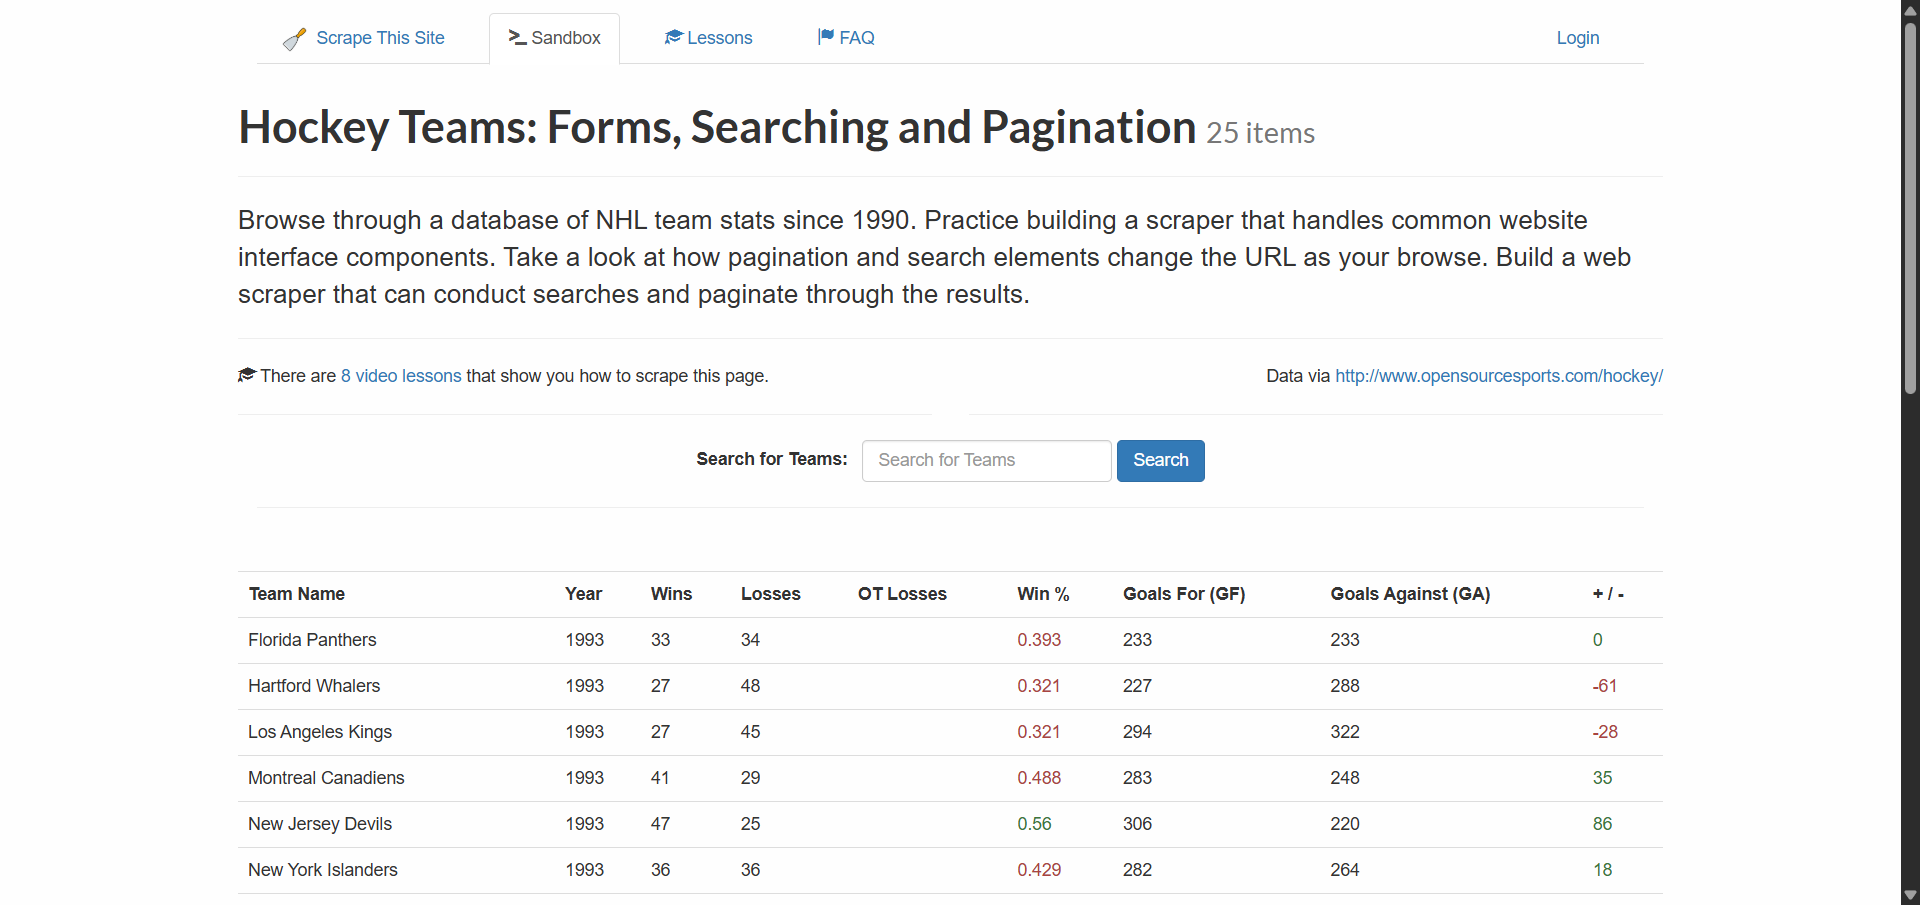 Scrape This Site Sandbox Lessons FAQ Login
Hockey Teams: Forms, Searching and Pagination 25 items
Browse through a database of NHL team stats since 1990. Practice building a scraper that handles common website
interface components. Take a look at how pagination and search elements change the URL as your browse. Build a web
scraper that can conduct searches and paginate through the results.
There are 8 video lessons that show you how to scrape this page. Data via http://www.opensourcesports.com/hockey/
Search for Teams: Search for Teams Search
Team Name Year Wins Losses OT Losses Win % Goals For (GF) Goals Against (GA) + / -
Florida Panthers 1993 33 34 0.393 233 233 0
Hartford Whalers 1993 27 48 0.321 227 288 -61
Los Angeles Kings 1993 27 45 0.321 294 322 -28
Montreal Canadiens 1993 41 29 0.488 283 248 35
New Jersey Devils 1993 47 25 0.56 306 220 86
New York Islanders 1993 36 36 0.429 282 264 18